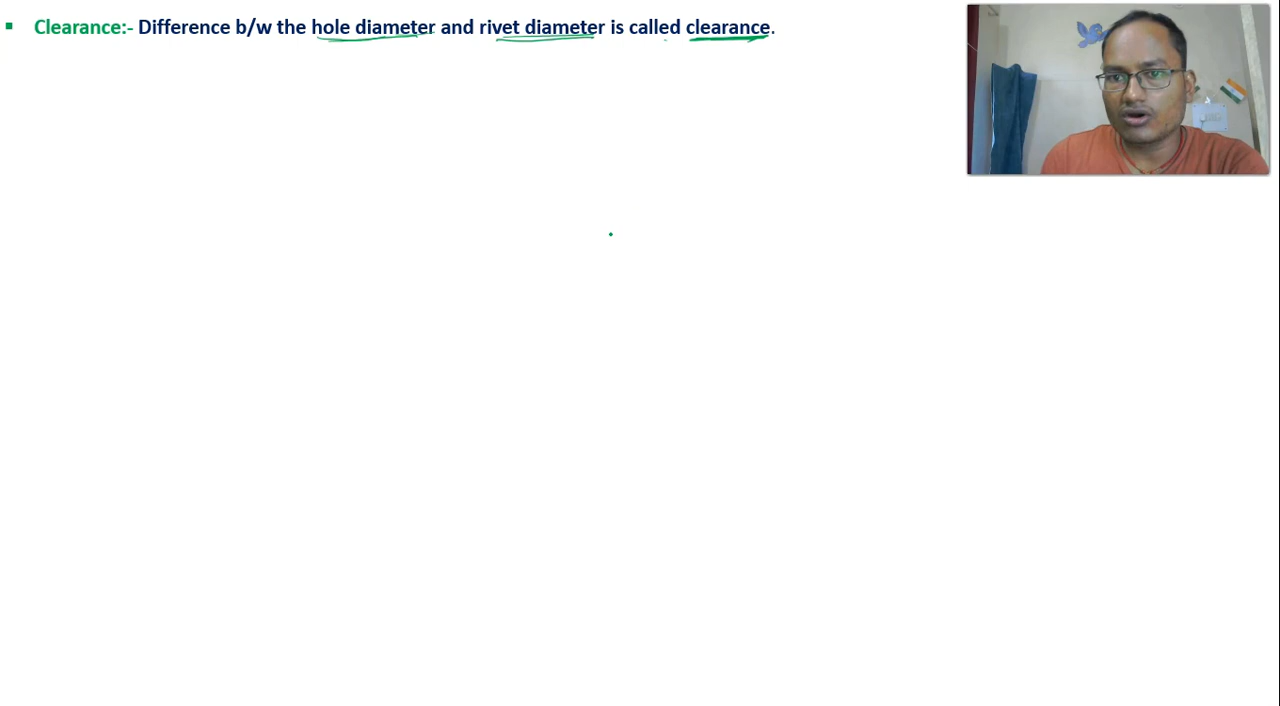 ▪ Clearance:- Difference b/w the hole diameter and rivet diameter is called clearance.